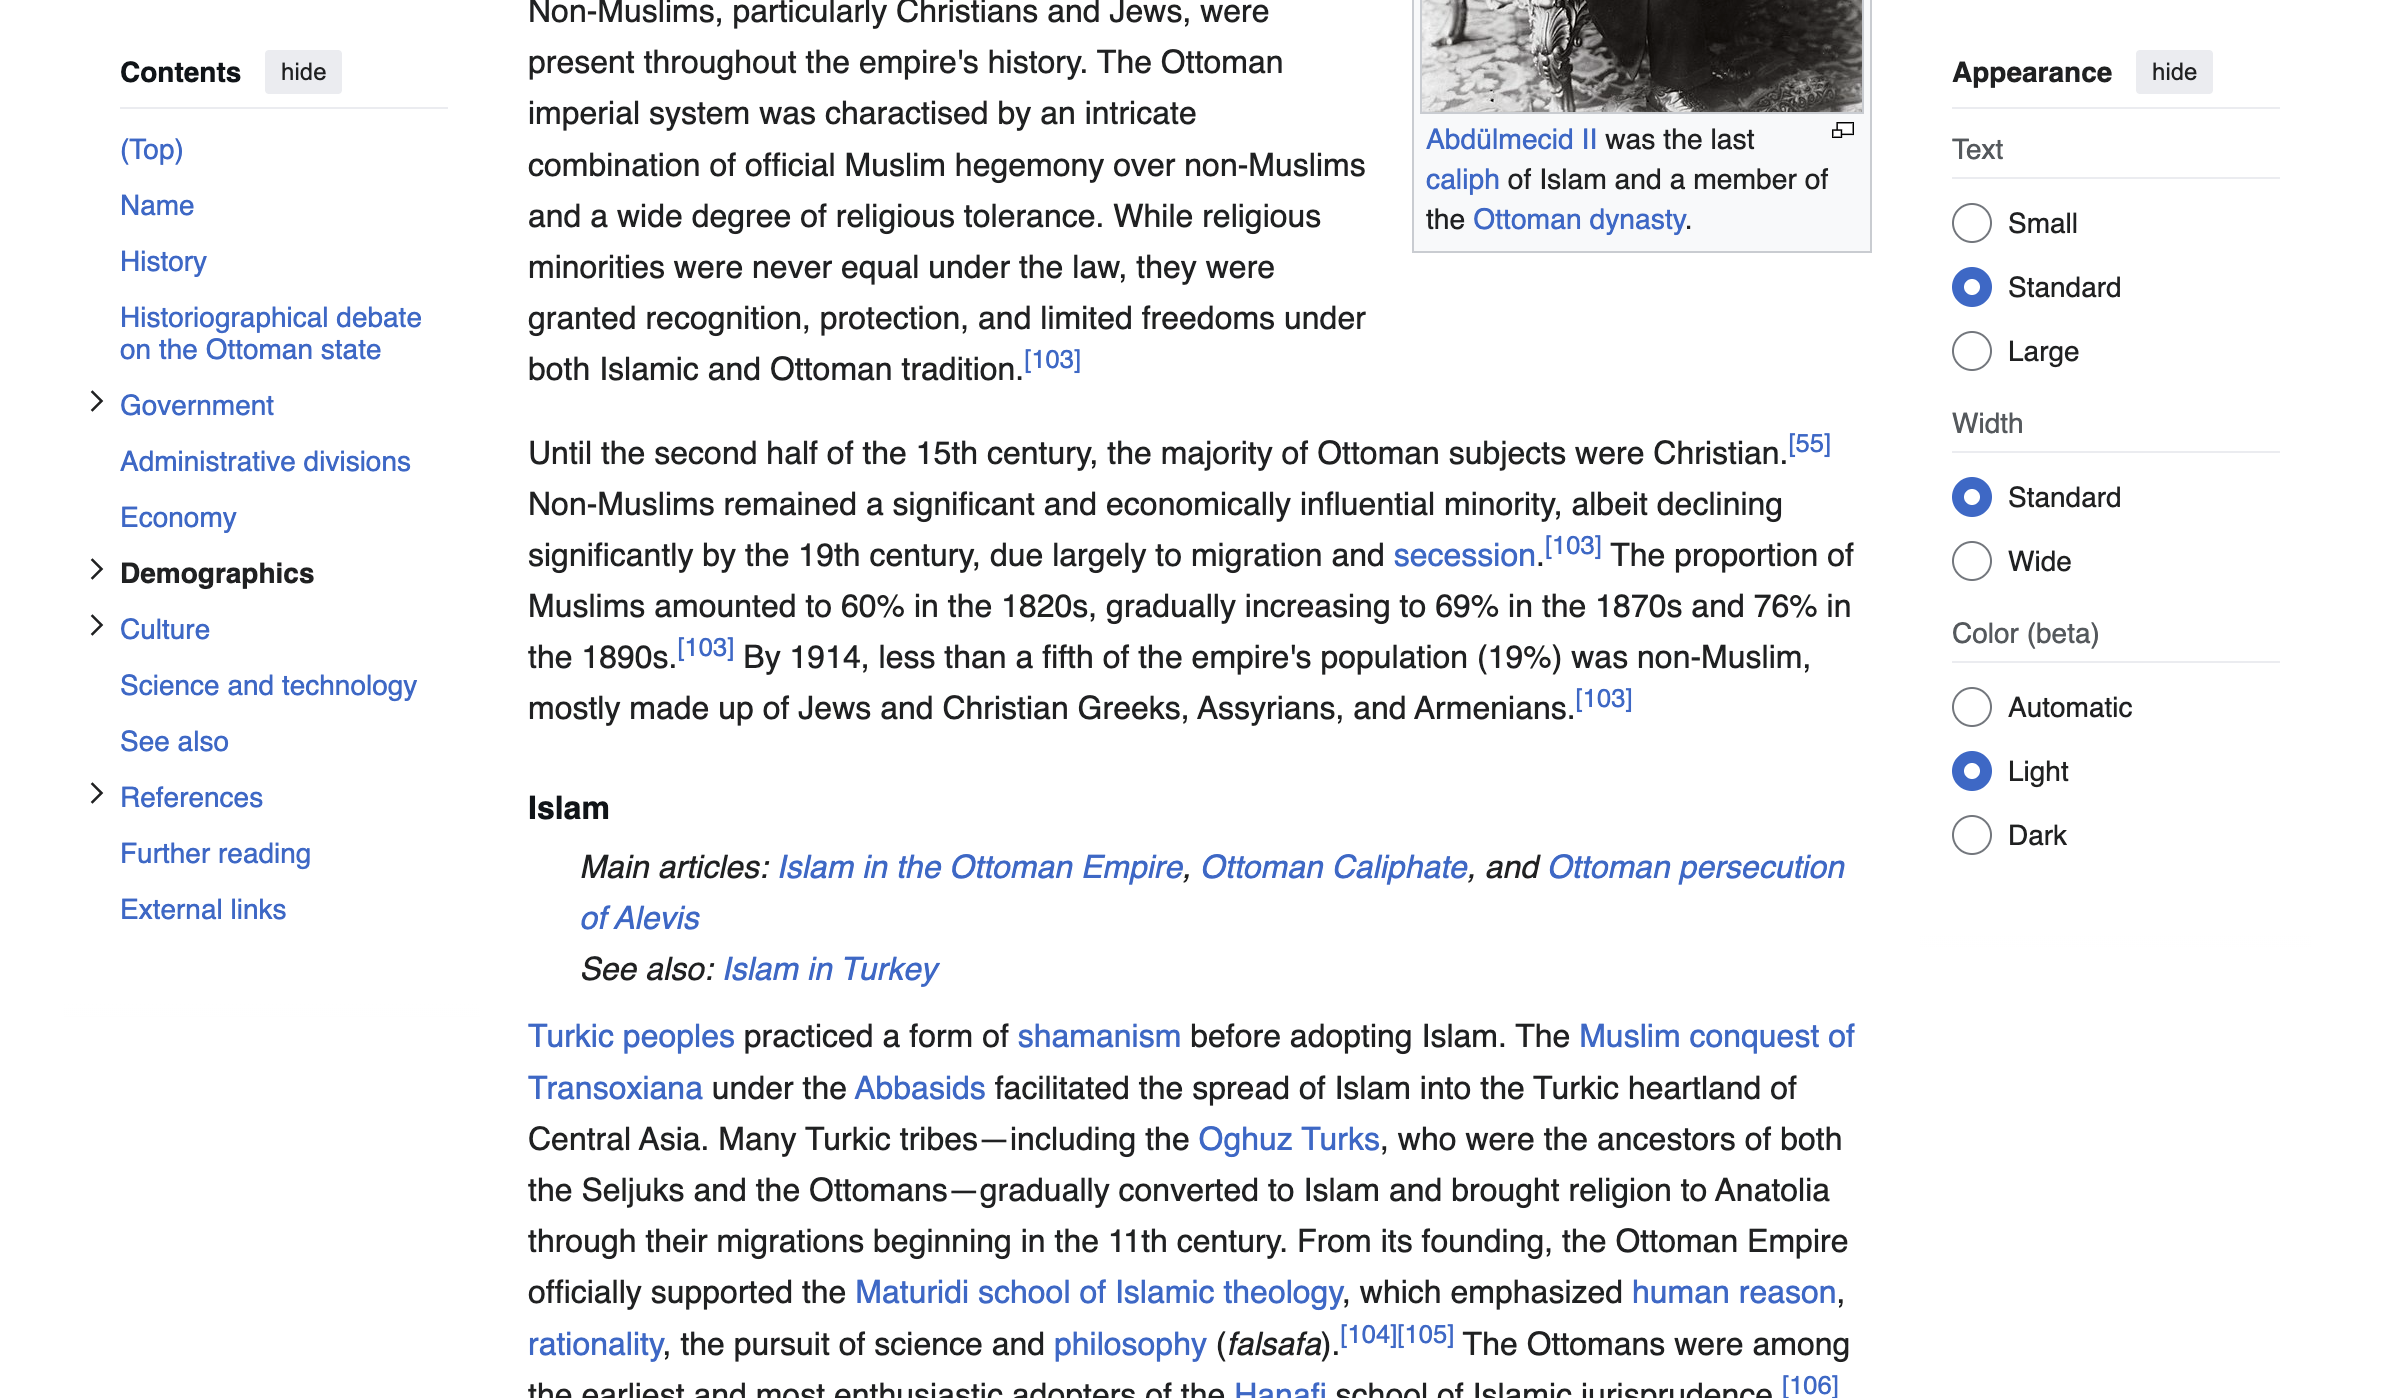 Contents hide
(Top)
Name
History
Historiographical debate
on the Ottoman state
Government
Administrative divisions
Economy
Demographics
Culture
Science and technology
See also
References
Further reading
External links
Non-Muslims, particularly Christians and Jews, were
present throughout the empire's history. The Ottoman
imperial system was charactised by an intricate
combination of official Muslim hegemony over non-Muslims
and a wide degree of religious tolerance. While religious
minorities were never equal under the law, they were
granted recognition, protection, and limited freedoms under
both Islamic and Ottoman tradition.[103]
Abdülmecid II was the last
caliph of Islam and a member of
the Ottoman dynasty.
Until the second half of the 15th century, the majority of Ottoman subjects were Christian.[55]
Non-Muslims remained a significant and economically influential minority, albeit declining
significantly by the 19th century, due largely to migration and secession.[103] The proportion of
Muslims amounted to 60% in the 1820s, gradually increasing to 69% in the 1870s and 76% in
the 1890s.[103] By 1914, less than a fifth of the empire's population (19%) was non-Muslim,
mostly made up of Jews and Christian Greeks, Assyrians, and Armenians.[103]
Islam
Main articles: Islam in the Ottoman Empire, Ottoman Caliphate, and Ottoman persecution
of Alevis
See also: Islam in Turkey
Turkic peoples practiced a form of shamanism before adopting Islam. The Muslim conquest of
Transoxiana under the Abbasids facilitated the spread of Islam into the Turkic heartland of
Central Asia. Many Turkic tribes—including the Oghuz Turks, who were the ancestors of both
the Seljuks and the Ottomans—gradually converted to Islam and brought religion to Anatolia
through their migrations beginning in the 11th century. From its founding, the Ottoman Empire
officially supported the Maturidi school of Islamic theology, which emphasized human reason,
rationality, the pursuit of science and philosophy (falsafa).[104][105] The Ottomans were among
the earliest and most enthusiastic adopters of the Hanafi school of Islamic jurisprudence.[106]
Appearance hide
Text
Small
Standard
Large
Width
Standard
Wide
Color (beta)
Automatic
Light
Dark